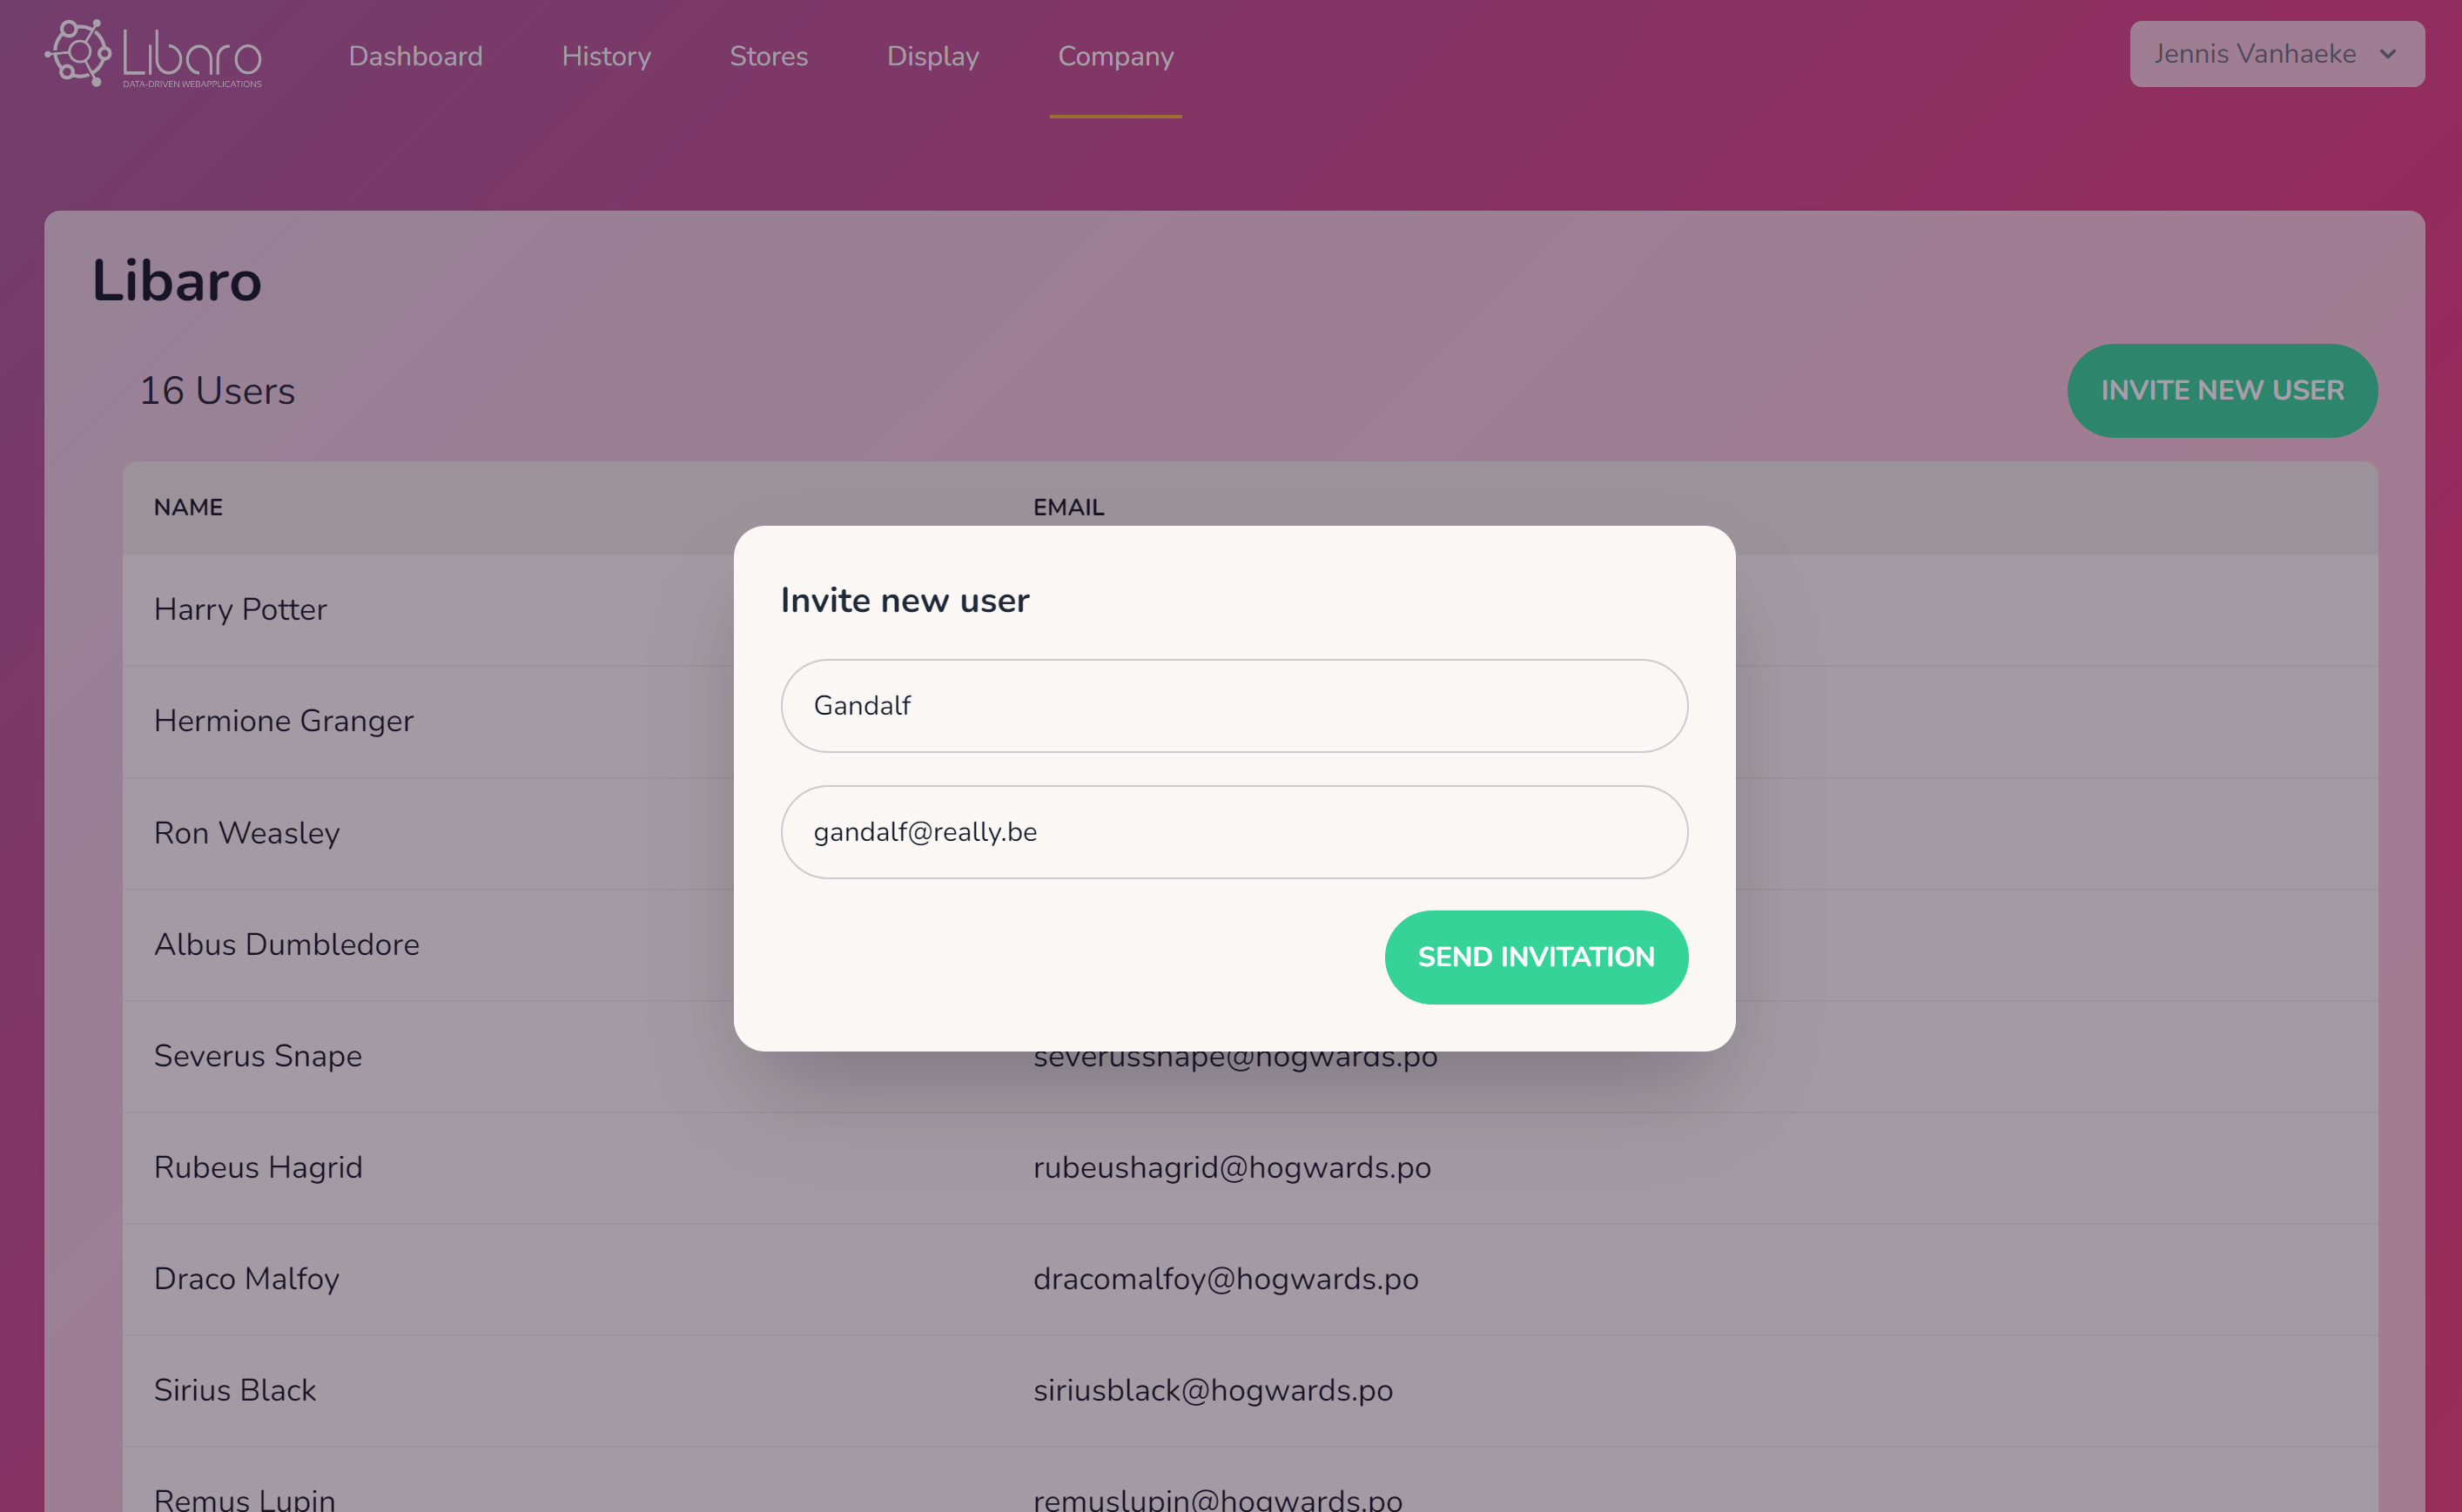 Libaro
DATA-DRIVEN WEBAPPLICATIONS
Dashboard History Stores Display Company
Jennis Vanhaeke
Libaro
16 Users
INVITE NEW USER
NAME EMAIL
Invite new user
Harry Potter
Gandalf
Hermione Granger
gandalf@really.be
Ron Weasley
SEND INVITATION
Albus Dumbledore
Severus Snape severussnape@hogwards.po
Rubeus Hagrid rubeushagrid@hogwards.po
Draco Malfoy dracomalfoy@hogwards.po
Sirius Black siriusblack@hogwards.po
Remus Lupin remuslupin@hogwards.po